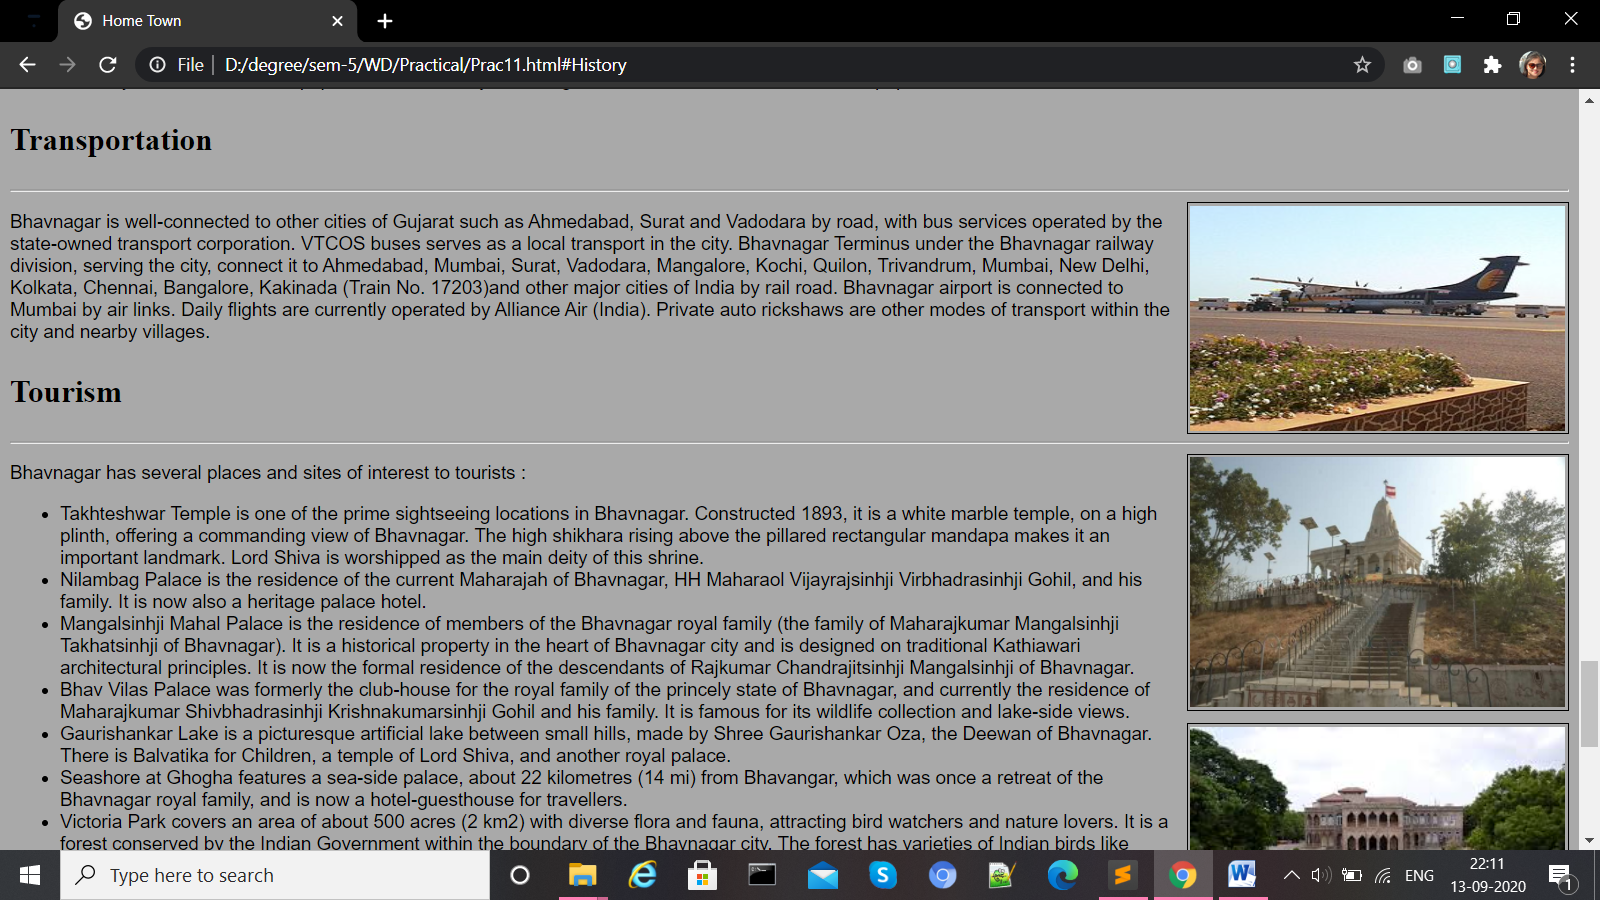 Home Town
File
D:/degree/sem-5/WD/Practical/Prac11.html#History
Transportation
Bhavnagar is well-connected to other cities of Gujarat such as Ahmedabad, Surat and Vadodara by road, with bus services operated by the
state-owned transport corporation. VTCOS buses serves as a local transport in the city. Bhavnagar Terminus under the Bhavnagar railway
division, serving the city, connect it to Ahmedabad, Mumbai, Surat, Vadodara, Mangalore, Kochi, Quilon, Trivandrum, Mumbai, New Delhi,
Kolkata, Chennai, Bangalore, Kakinada (Train No. 17203)and other major cities of India by rail road. Bhavnagar airport is connected to
Mumbai by air links. Daily flights are currently operated by Alliance Air (India). Private auto rickshaws are other modes of transport within the
city and nearby villages.
Tourism
Bhavnagar has several places and sites of interest to tourists :
Takhteshwar Temple is one of the prime sightseeing locations in Bhavnagar. Constructed 1893, it is a white marble temple, on a high
plinth, offering a commanding view of Bhavnagar. The high shikhara rising above the pillared rectangular mandapa makes it an
important landmark. Lord Shiva is worshipped as the main deity of this shrine.
Nilambag Palace is the residence of the current Maharajah of Bhavnagar, HH Maharaol Vijayrajsinhji Virbhadrasinhji Gohil, and his
family. It is now also a heritage palace hotel.
Mangalsinhji Mahal Palace is the residence of members of the Bhavnagar royal family (the family of Maharajkumar Mangalsinhji
Takhatsinhji of Bhavnagar). It is a historical property in the heart of Bhavnagar city and is designed on traditional Kathiawari
architectural principles. It is now the formal residence of the descendants of Rajkumar Chandrajitsinhji Mangalsinhji of Bhavnagar.
Bhav Vilas Palace was formerly the club-house for the royal family of the princely state of Bhavnagar, and currently the residence of
Maharajkumar Shivbhadrasinhji Krishnakumarsinhji Gohil and his family. It is famous for its wildlife collection and lake-side views.
Gaurishankar Lake is a picturesque artificial lake between small hills, made by Shree Gaurishankar Oza, the Deewan of Bhavnagar.
There is Balvatika for Children, a temple of Lord Shiva, and another royal palace.
Seashore at Ghogha features a sea-side palace, about 22 kilometres (14 mi) from Bhavangar, which was once a retreat of the
Bhavnagar royal family, and is now a hotel-guesthouse for travellers.
Victoria Park covers an area of about 500 acres (2 km2) with diverse flora and fauna, attracting bird watchers and nature lovers. It is a
forest conserved by the Indian Government within the boundary of the Bhavnagar city. The forest has varieties of Indian birds like
Type here to search
ENG
22:11
13-09-2020
1